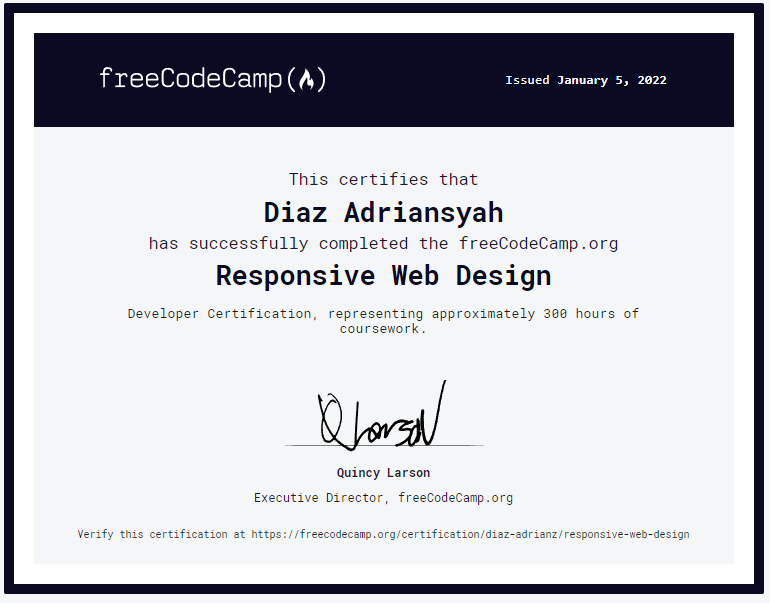 freeCodeCamp
Issued January 5, 2022
This certifies that
Diaz Adriansyah
has successfully completed the freeCodeCamp.org
Responsive Web Design
Developer Certification, representing approximately 300 hours of
coursework.
Q Larson
Quincy Larson
Executive Director, freeCodeCamp.org
Verify this certification at https://freecodecamp.org/certification/diaz-adrianz/responsive-web-design